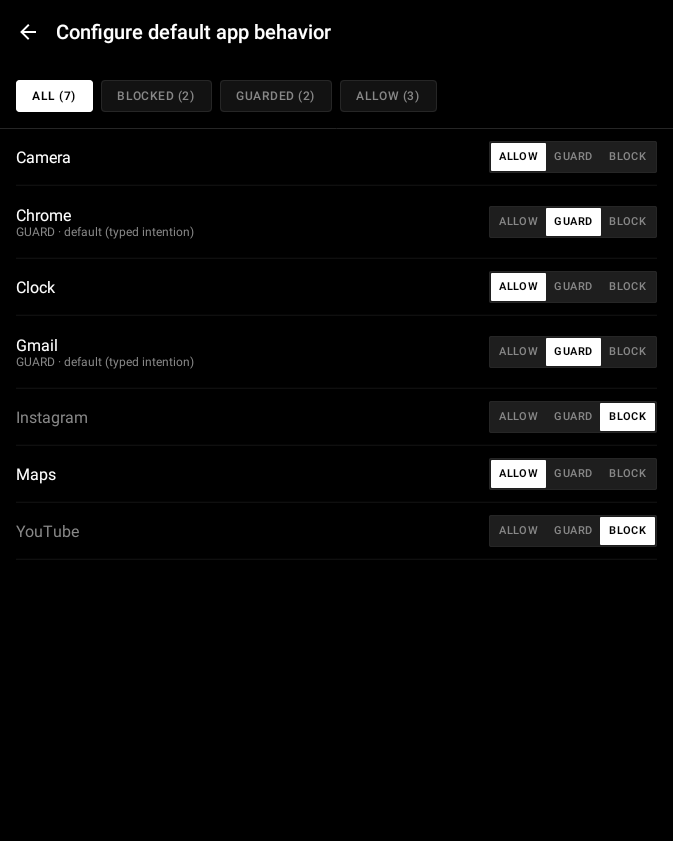 Configure default app behavior
ALL (7) BLOCKED (2) GUARDED (2) ALLOW (3)
Camera ALLOW GUARD BLOCK
Chrome
GUARD · default (typed intention) ALLOW GUARD BLOCK
Clock ALLOW GUARD BLOCK
Gmail
GUARD · default (typed intention) ALLOW GUARD BLOCK
Instagram ALLOW GUARD BLOCK
Maps ALLOW GUARD BLOCK
YouTube ALLOW GUARD BLOCK